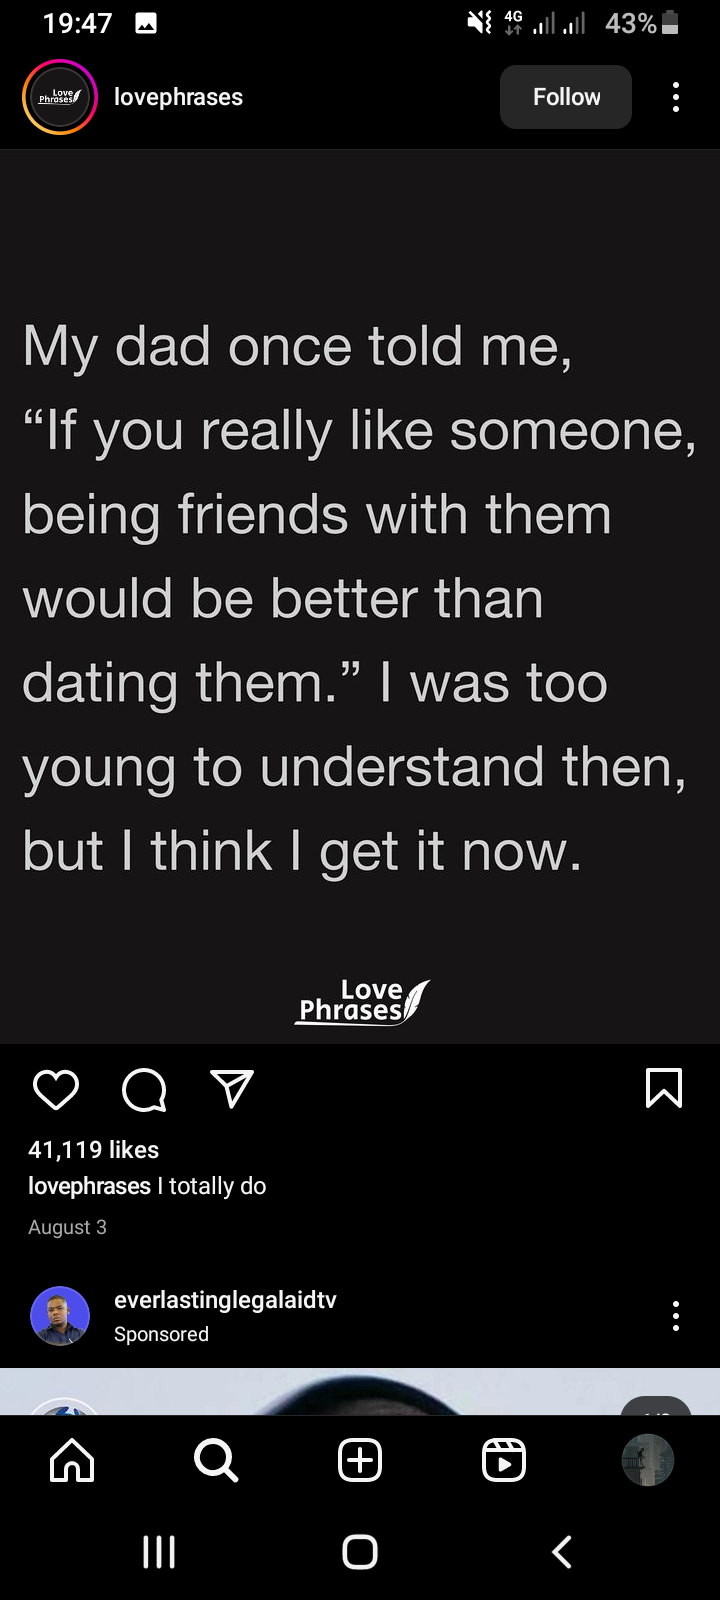 19:47
4G
43%
Love
Phrases
lovephrases
Follow
My dad once told me,
“If you really like someone,
being friends with them
would be better than
dating them.” I was too
young to understand then,
but I think I get it now.
Love
Phrases
41,119 likes
lovephrases I totally do
August 3
everlastinglegalaidtv
Sponsored